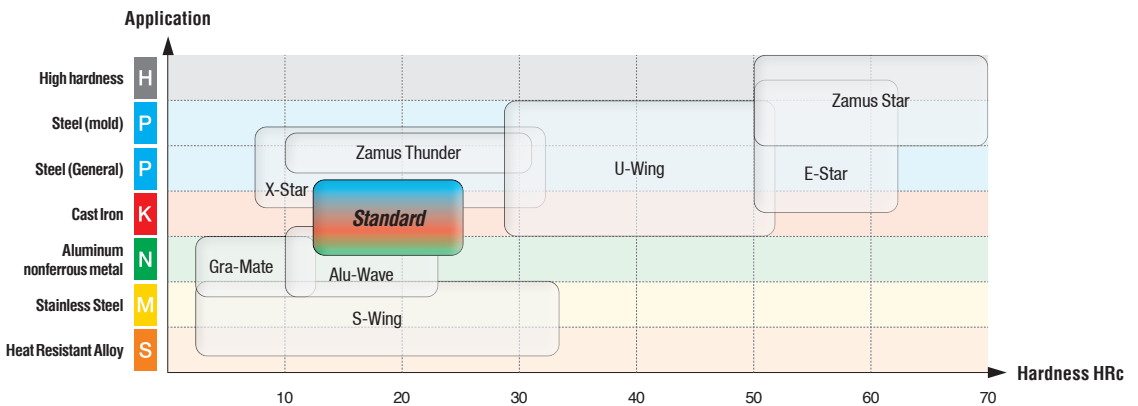 Application
High hardness H
Steel (mold) P
Steel (General) P
Cast Iron K
Aluminum
nonferrous metal N
Stainless Steel M
Heat Resistant Alloy S
Zamus Star
Zamus Thunder
U-Wing
E-Star
X-Star
Standard
Gra-Mate
Alu-Wave
S-Wing
Hardness HRc
10 20 30 40 50 60 70